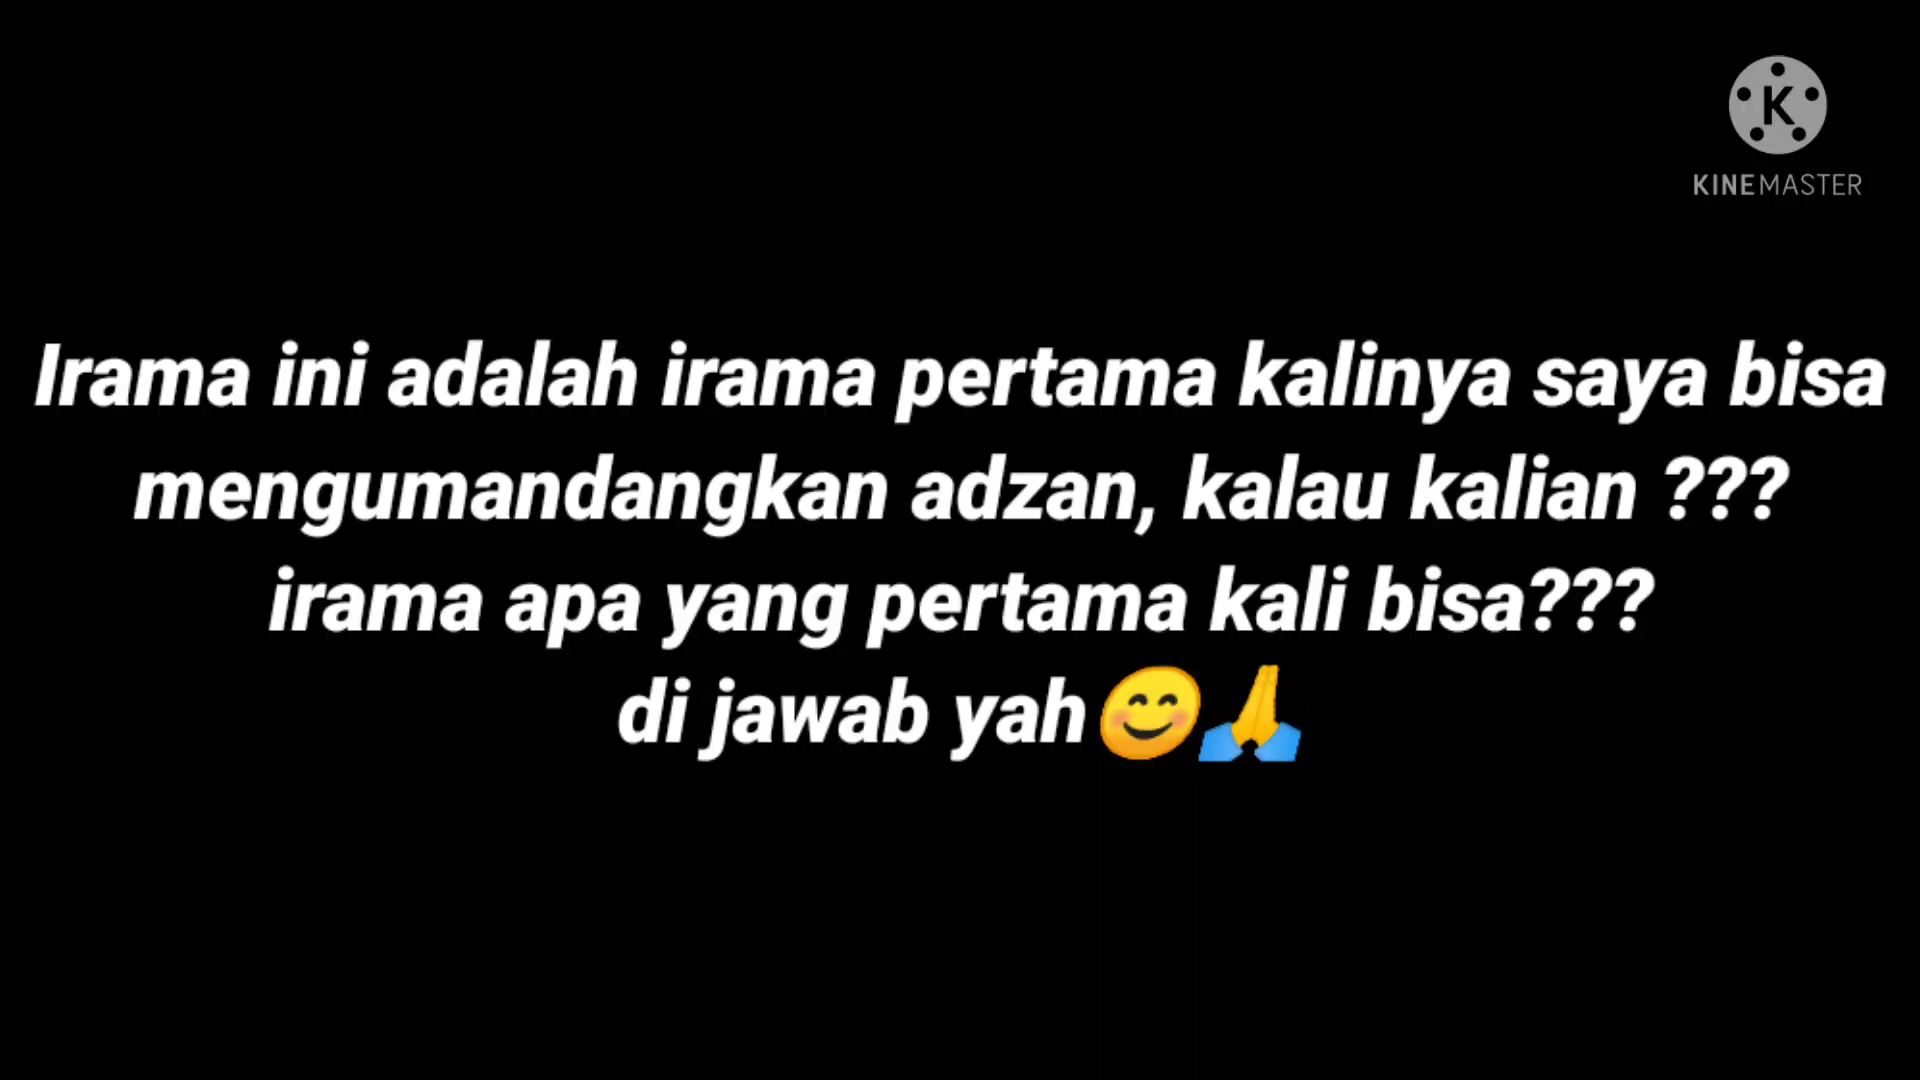 K
KINEMASTER
Irama ini adalah irama pertama kalinya saya bisa
mengumandangkan adzan, kalau kalian ???
irama apa yang pertama kali bisa???
di jawab yah😊🙏